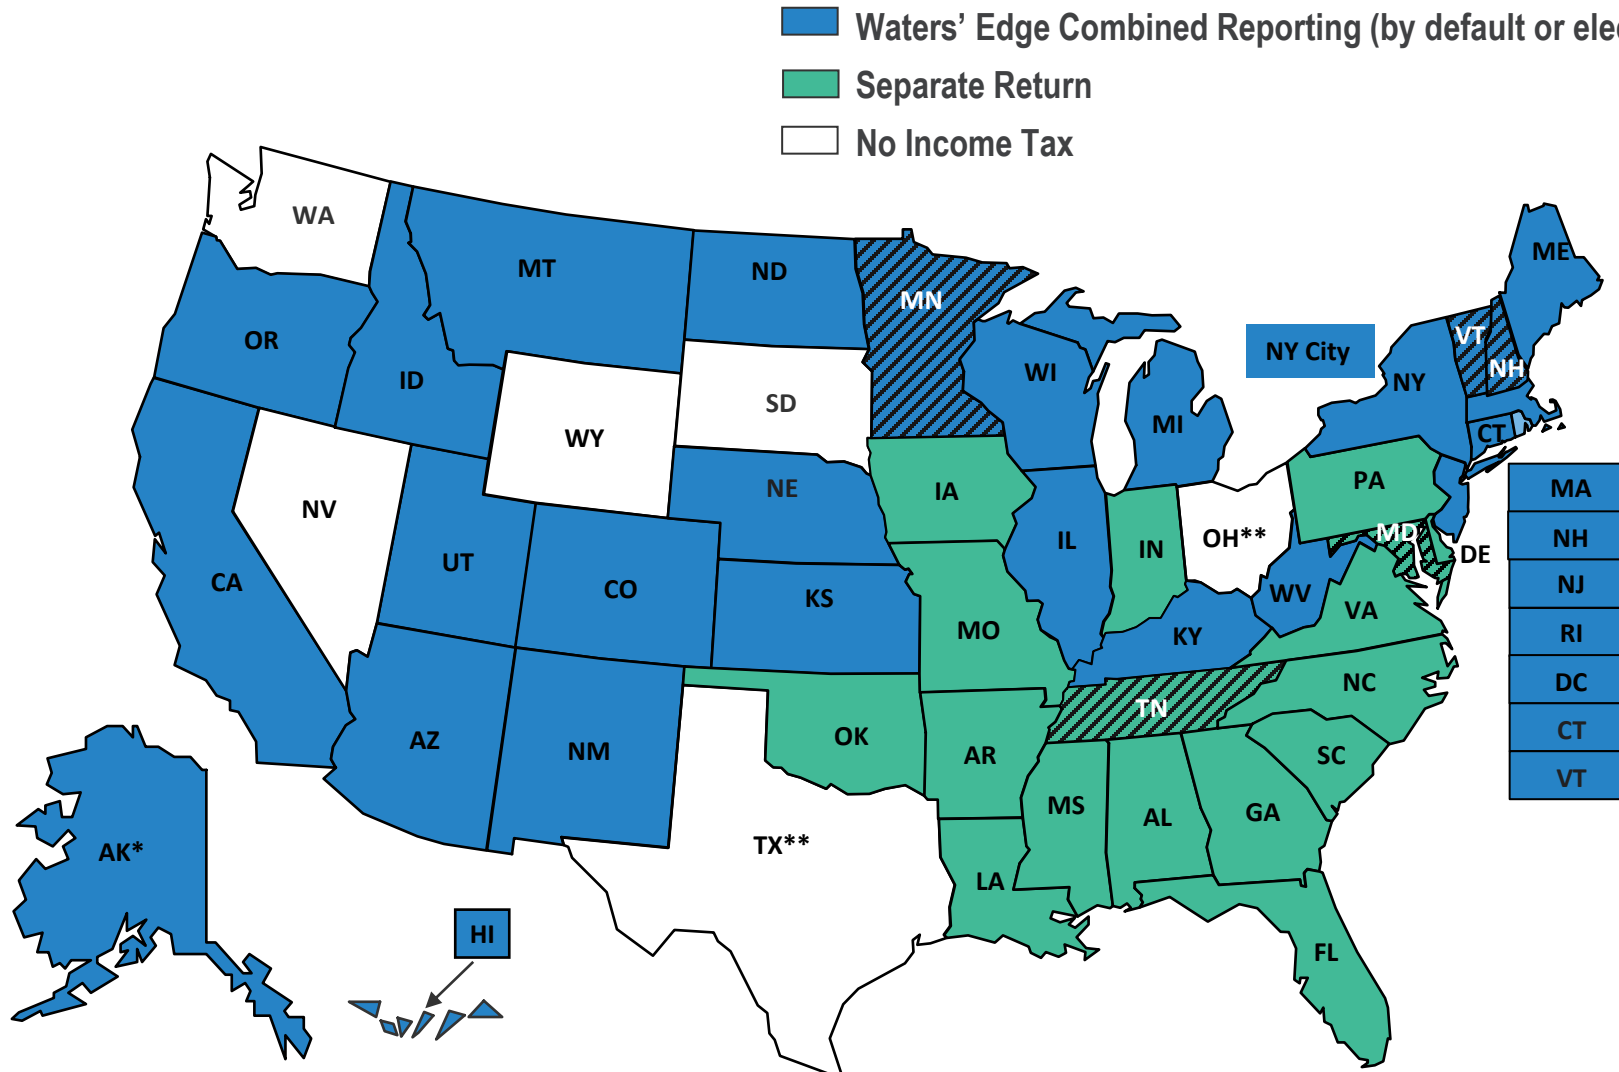 Waters’ Edge Combined Reporting (by default or elec
Separate Return
No Income Tax
WA
MT
ND
MN
ME
OR
ID
SD
WI
NY City
VT
NH
NY
WY
MI
CT
NV
NE
IA
PA
MA
UT
CO
KS
IL
IN
OH**
MD
DE
NH
CA
MO
KY
WV
VA
NJ
RI
AZ
NM
OK
AR
TN
NC
DC
SC
CT
MS
AL
GA
VT
AK*
TX**
LA
HI
FL